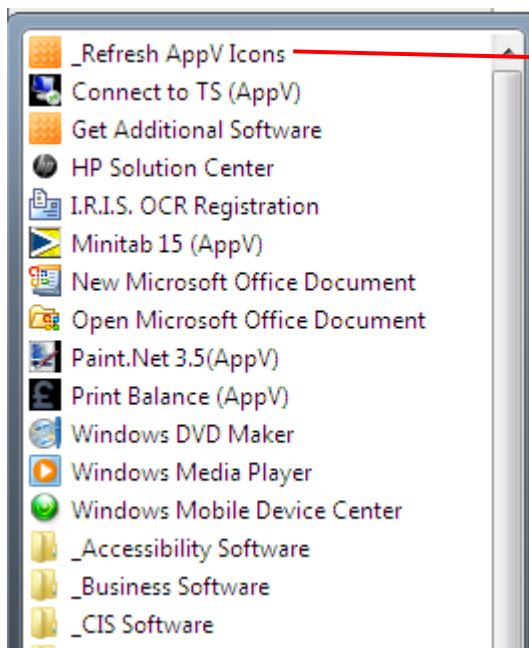 _Refresh AppV Icons
Connect to TS (AppV)
Get Additional Software
HP Solution Center
I.R.I.S. OCR Registration
Minitab 15 (AppV)
New Microsoft Office Document
Open Microsoft Office Document
Paint.Net 3.5(AppV)
Print Balance (AppV)
Windows DVD Maker
Windows Media Player
Windows Mobile Device Center
_Accessibility Software
_Business Software
_CIS Software